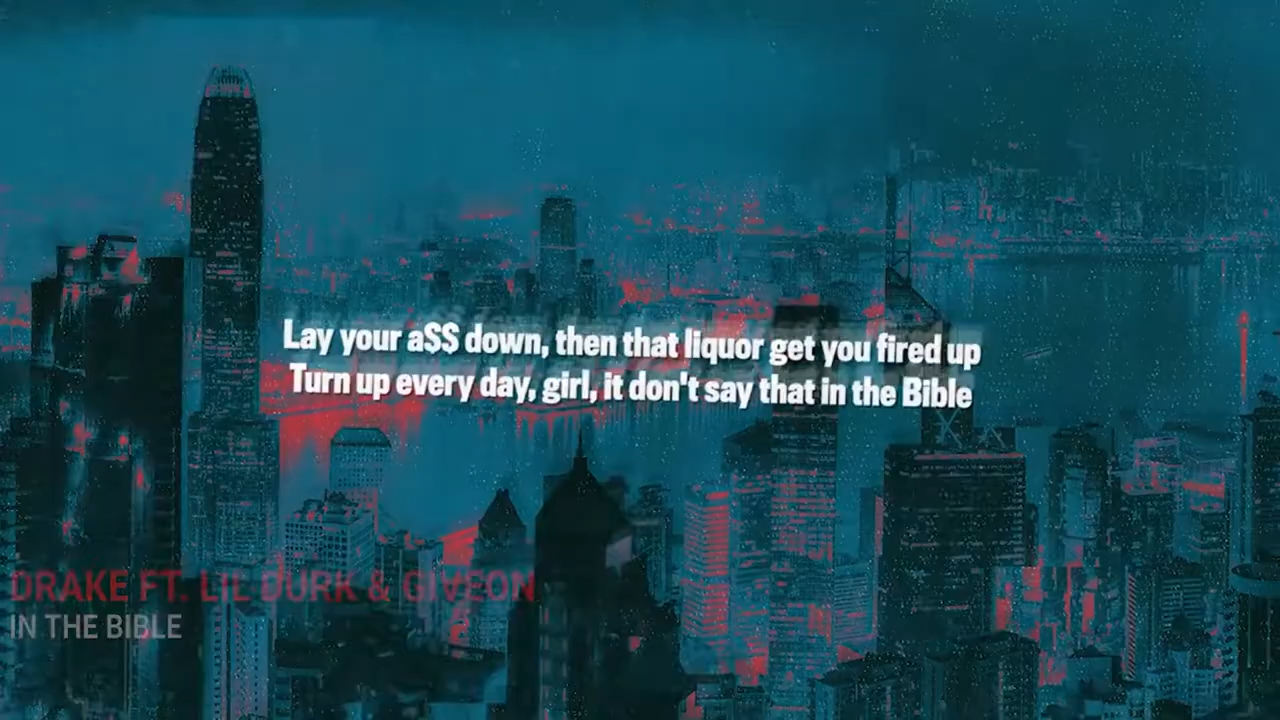 Lay your a$$ down, then that liquor get you fired up
Turn up every day, girl, it don't say that in the Bible
DRAKE FT. LIL DURK & GIVEON
IN THE BIBLE